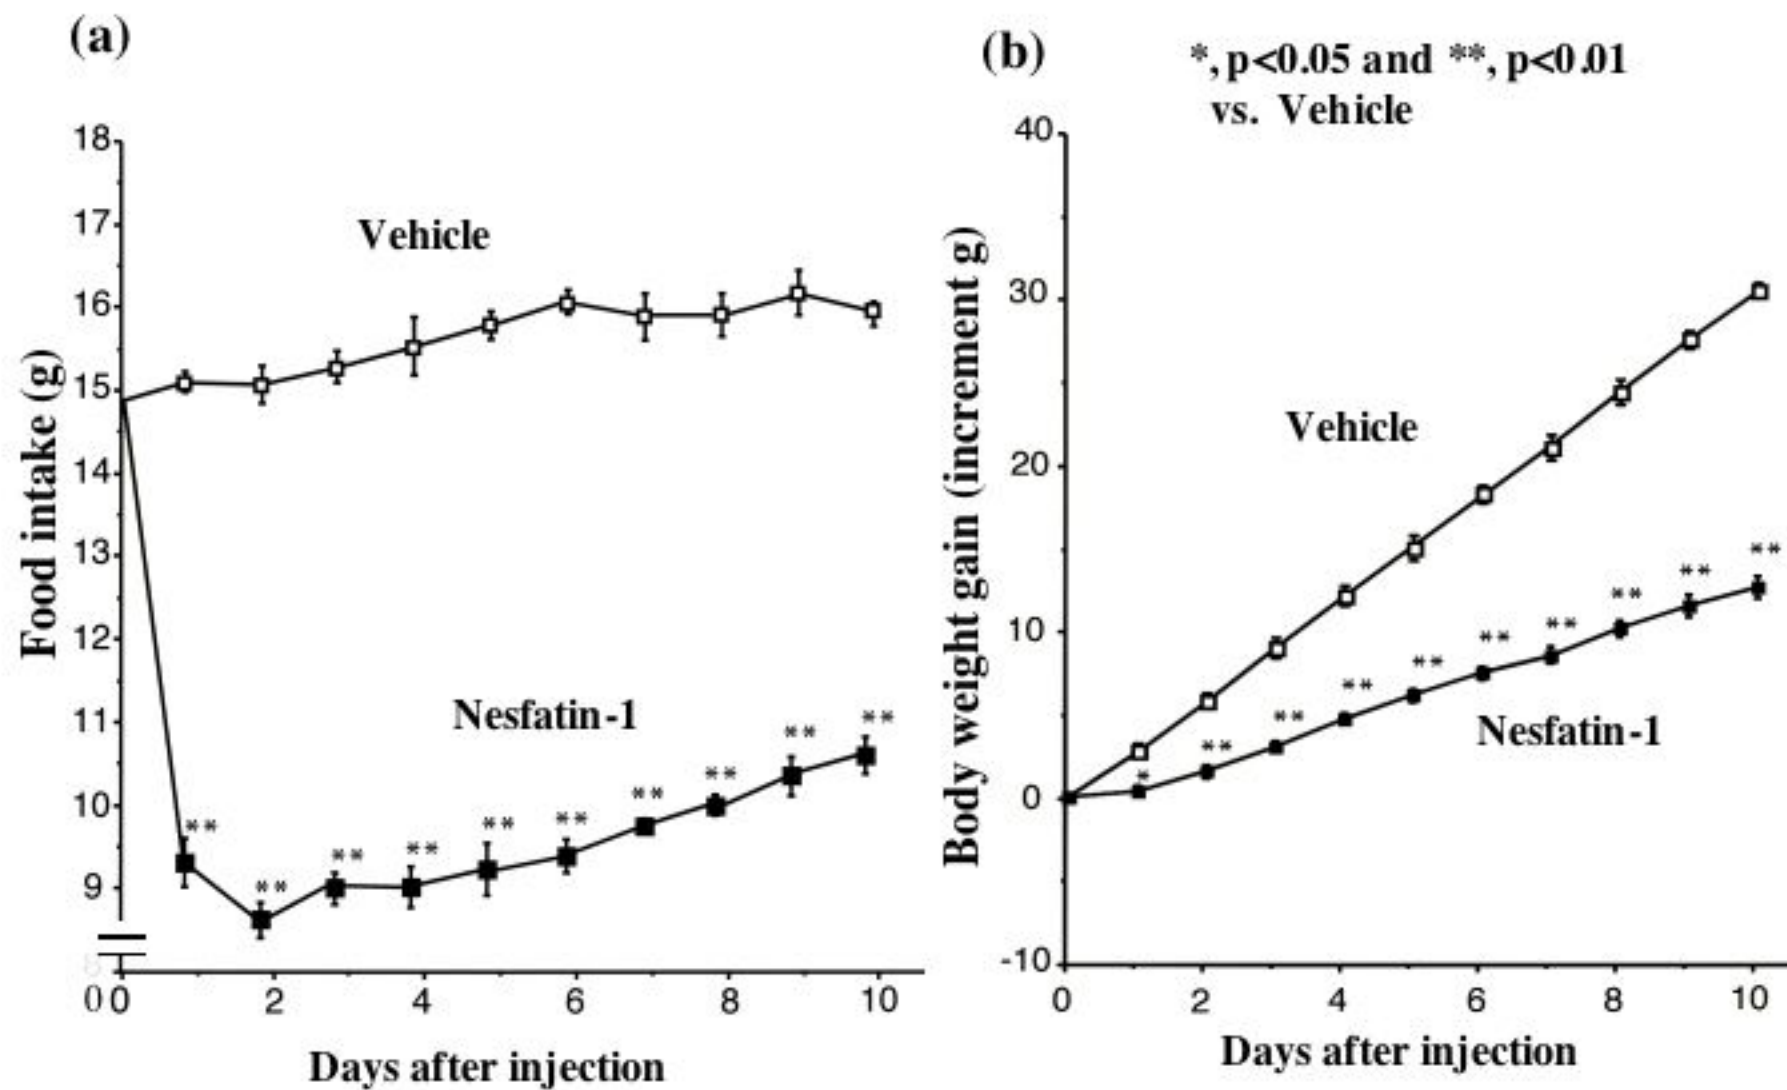 (a)
18
17
16
15
14
13
12
11
10
9
8
0 0 2 4 6 8 10
Food intake (g)
Days after injection
Vehicle
Nesfatin-1
**
**
**
**
**
**
**
**
**
**
(b)
*, p<0.05 and **, p<0.01
vs. Vehicle
40
30
20
10
0
-10
0 2 4 6 8 10
Body weight gain (increment g)
Days after injection
Vehicle
Nesfatin-1
*
**
**
**
**
**
**
**
**
**